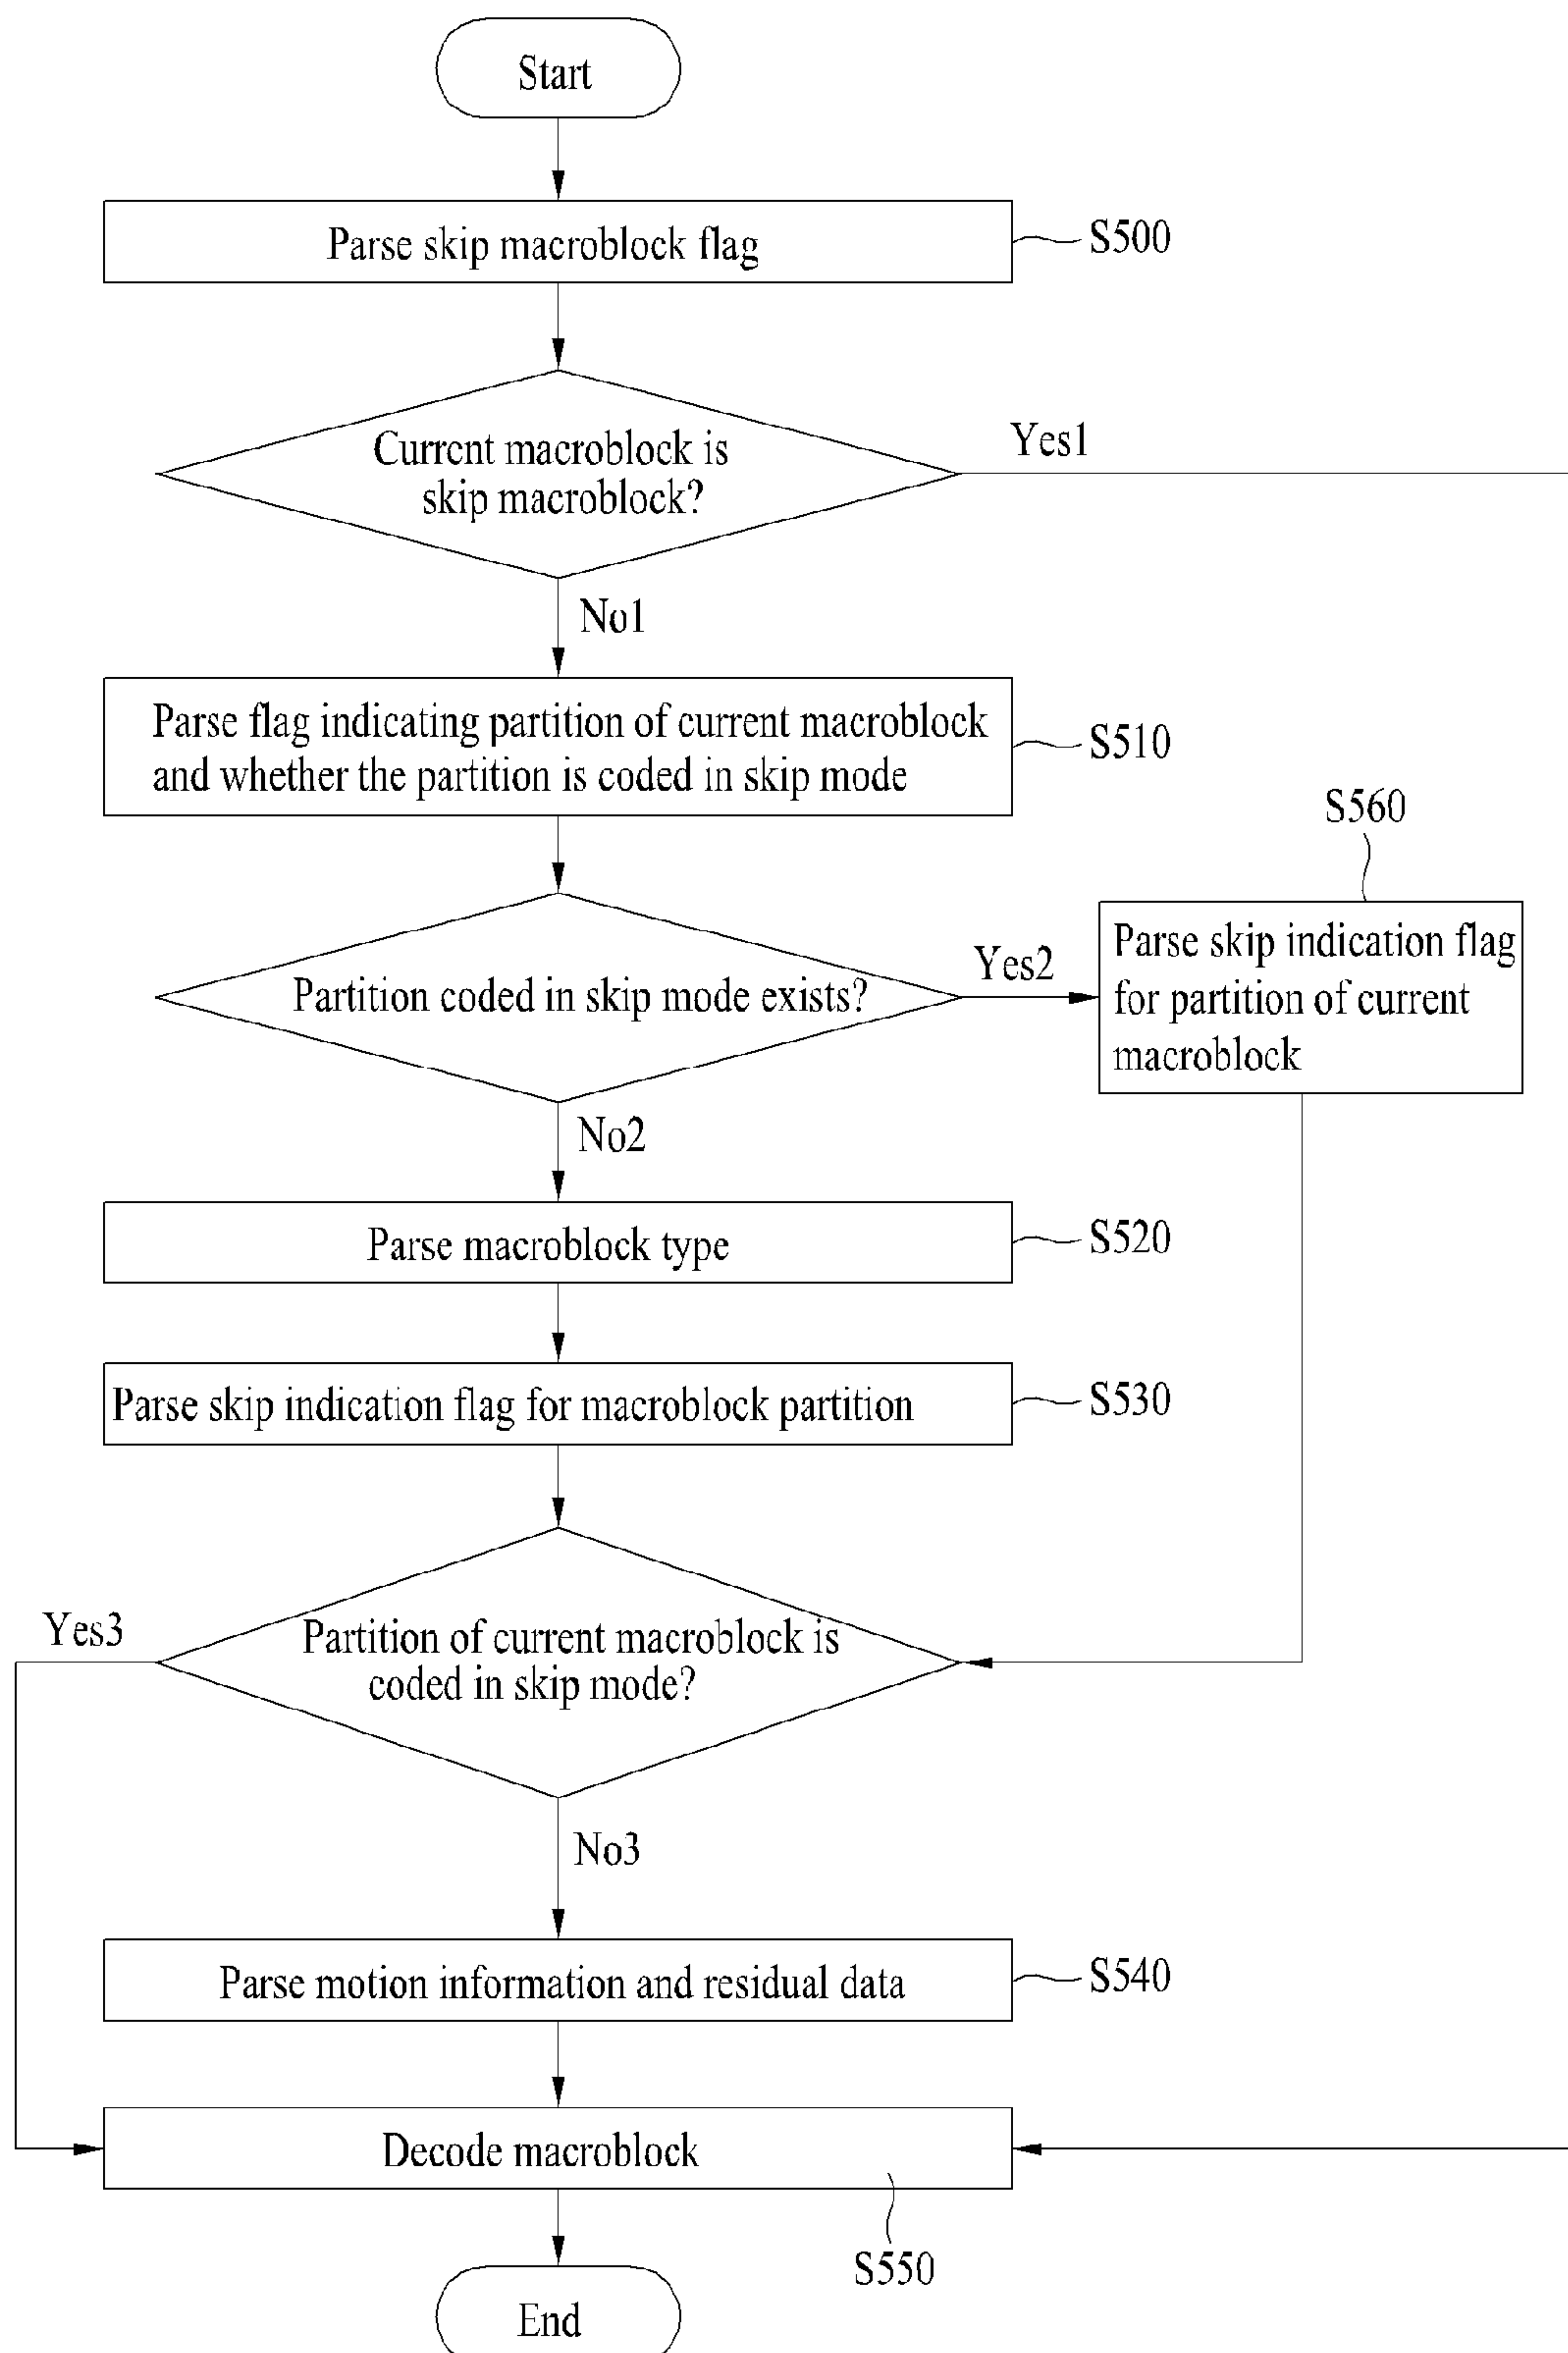 Start
Parse skip macroblock flag
S500
Current macroblock is
skip macroblock?
Yes1
No1
Parse flag indicating partition of current macroblock
and whether the partition is coded in skip mode
S510
S560
Parse skip indication flag
for partition of current
macroblock
Partition coded in skip mode exists?
Yes2
No2
Parse macroblock type
S520
Parse skip indication flag for macroblock partition
S530
Yes3
Partition of current macroblock is
coded in skip mode?
No3
Parse motion information and residual data
S540
Decode macroblock
S550
End